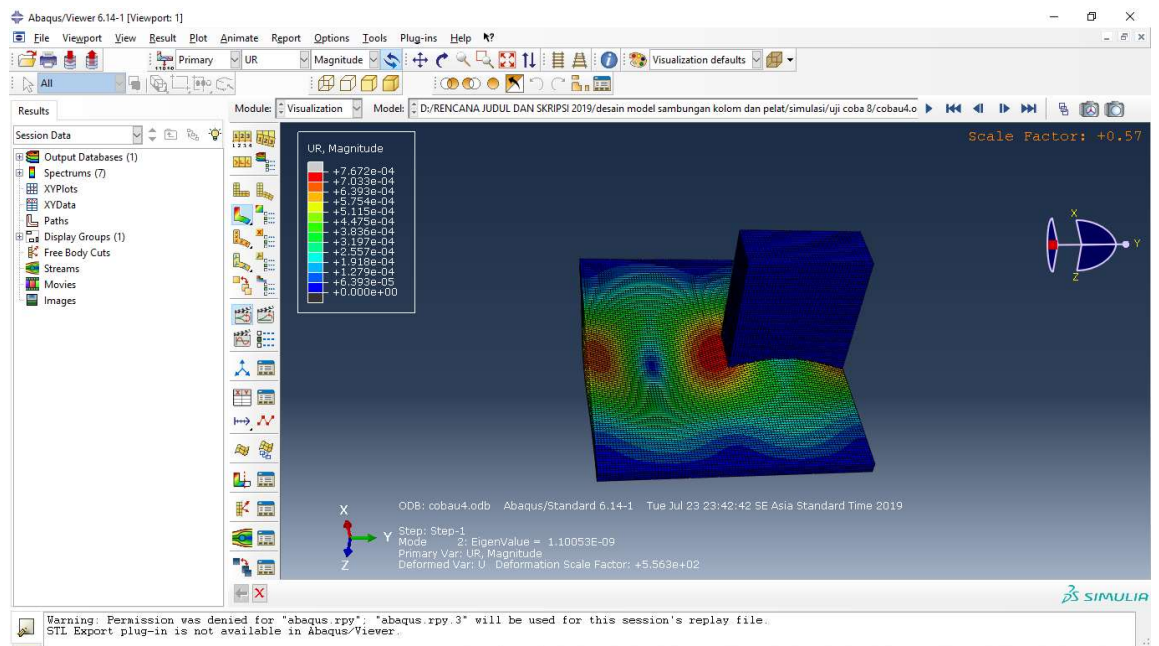 Abaqus/Viewer 6.14-1 [Viewport: 1]
File Viewport View Result Plot Animate Report Options Tools Plug-ins Help
Primary UR Magnitude Visualization defaults
All
Results Module: Visualization Model: D:/RENCANA JUDUL DAN SKRIPSI 2019/desain model sambungan kolom dan pelat/simulasi/uji coba 8/cobau4.o
Session Data
Output Databases (1)
Spectrums (7)
XYPlots
XYData
Paths
Display Groups (1)
Free Body Cuts
Streams
Movies
Images
Scale Factor: +0.57
UR, Magnitude
+7.672e-04
+7.033e-04
+6.393e-04
+5.754e-04
+5.115e-04
+4.475e-04
+3.836e-04
+3.197e-04
+2.557e-04
+1.918e-04
+1.279e-04
+6.393e-05
+0.000e+00
X
Y
Z
X
Y
Z
ODB: cobau4.odb Abaqus/Standard 6.14-1 Tue Jul 23 23:42:42 SE Asia Standard Time 2019
Step: Step-1
Mode 2: EigenValue = 1.10053E-09
Primary Var: UR, Magnitude
Deformed Var: U Deformation Scale Factor: +5.563e+02
SIMULIA
Warning: Permission was denied for "abaqus.rpy"; "abaqus.rpy.3" will be used for this session's replay file.
STL Export plug-in is not available in Abaqus/Viewer.